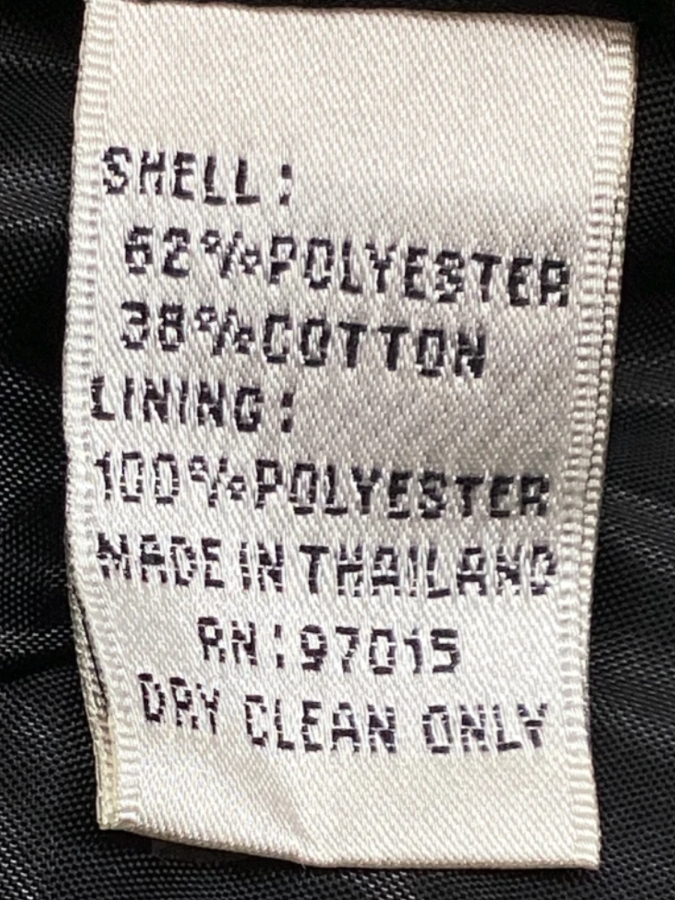 SHELL:
62%POLYESTER
38%COTTON
LINING:
100%POLYESTER
MADE IN THAILAND
RN:97015
DRY CLEAN ONLY